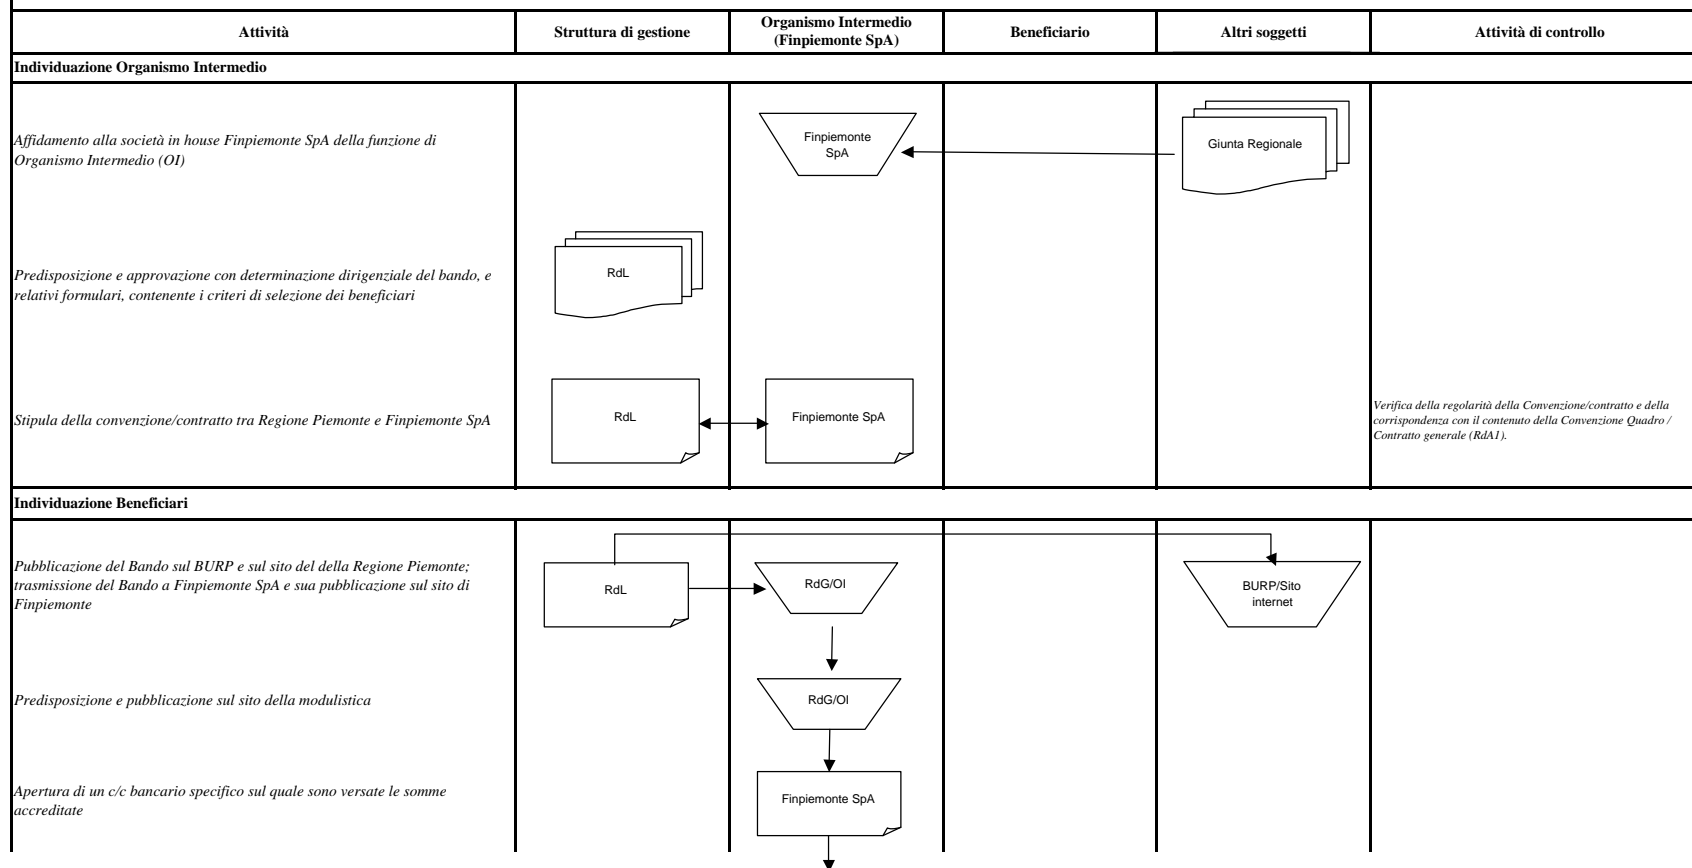 Attività
Struttura di gestione
Organismo Intermedio
(Finpiemonte SpA)
Beneficiario
Altri soggetti
Attività di controllo
Individuazione Organismo Intermedio
Affidamento alla società in house Finpiemonte SpA della funzione di
Organismo Intermedio (OI)
Finpiemonte
SpA
Giunta Regionale
Predisposizione e approvazione con determinazione dirigenziale del bando, e
relativi formulari, contenente i criteri di selezione dei beneficiari
RdL
Stipula della convenzione/contratto tra Regione Piemonte e Finpiemonte SpA
RdL
Finpiemonte SpA
Verifica della regolarità della Convenzione/contratto e della
corrispondenza con il contenuto della Convenzione Quadro /
Contratto generale (RdA1).
Individuazione Beneficiari
Pubblicazione del Bando sul BURP e sul sito del della Regione Piemonte;
trasmissione del Bando a Finpiemonte SpA e sua pubblicazione sul sito di
Finpiemonte
RdL
RdG/OI
BURP/Sito
internet
Predisposizione e pubblicazione sul sito della modulistica
RdG/OI
Apertura di un c/c bancario specifico sul quale sono versate le somme
accreditate
Finpiemonte SpA